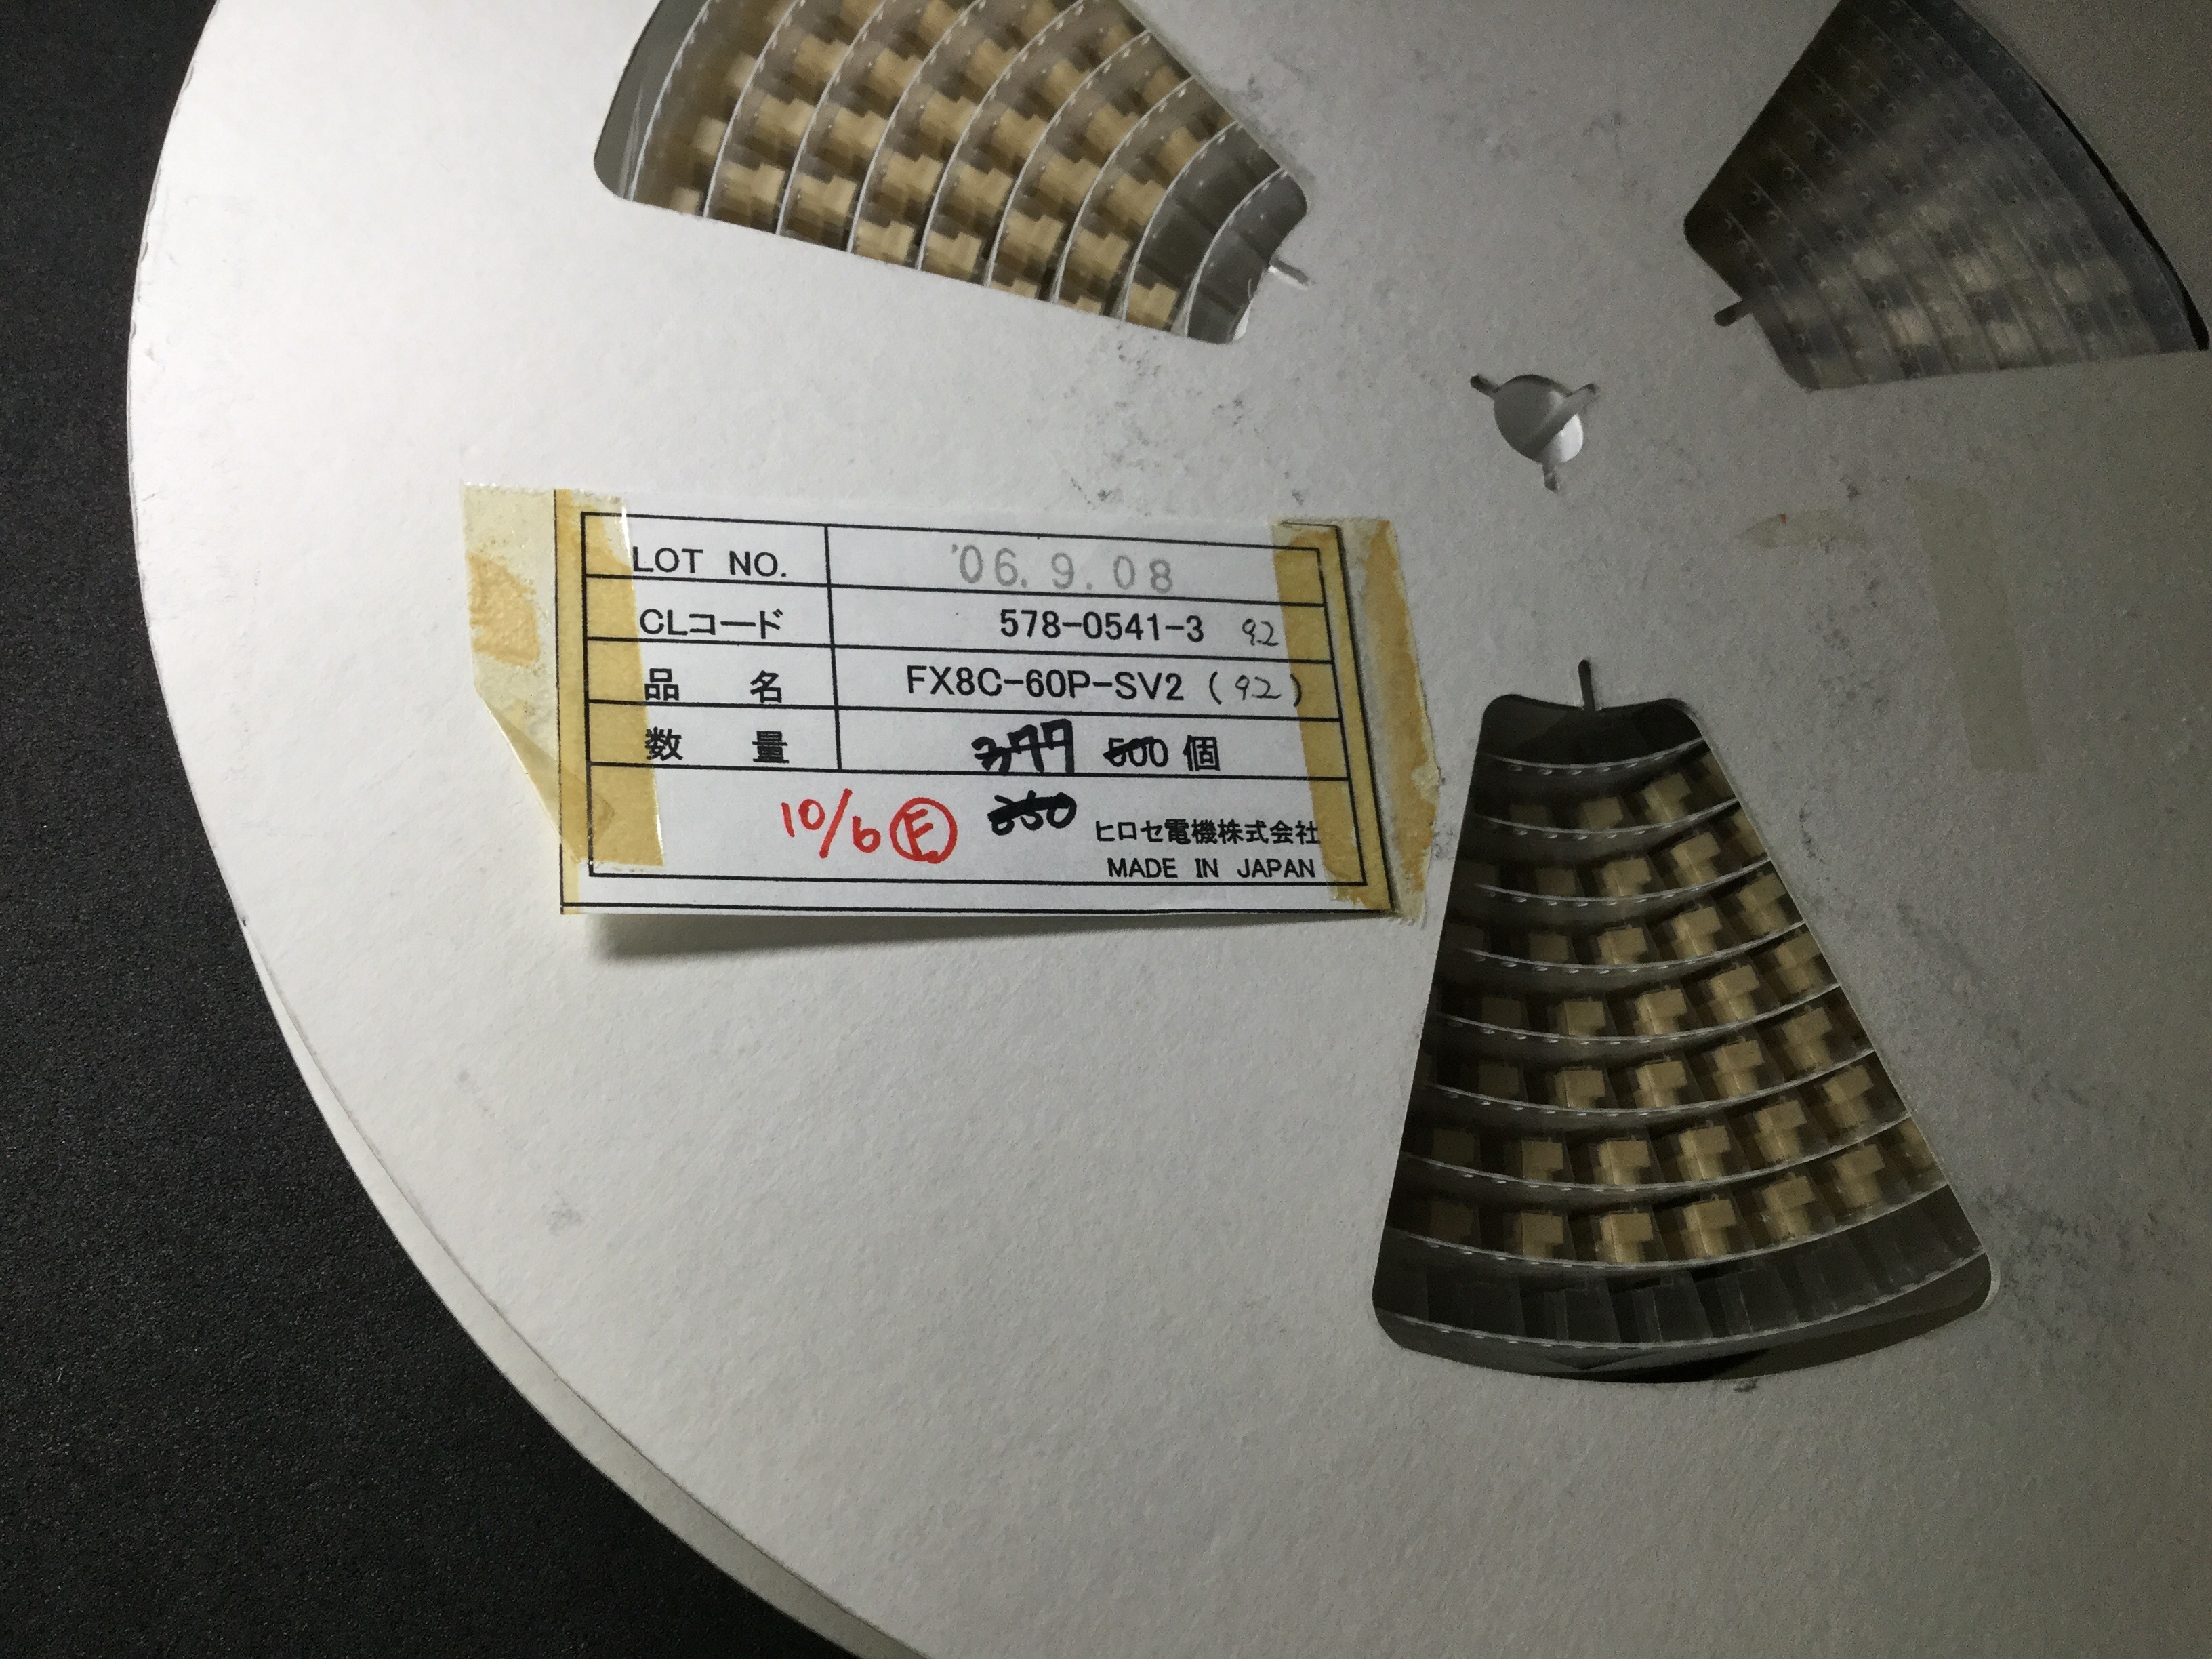 LOT NO. '06.9.08
CLコード 578-0541-3 92
品 名 FX8C-60P-SV2 (92)
数 量 377 500 個
10/6 F 350 ヒロセ電機株式会社
MADE IN JAPAN